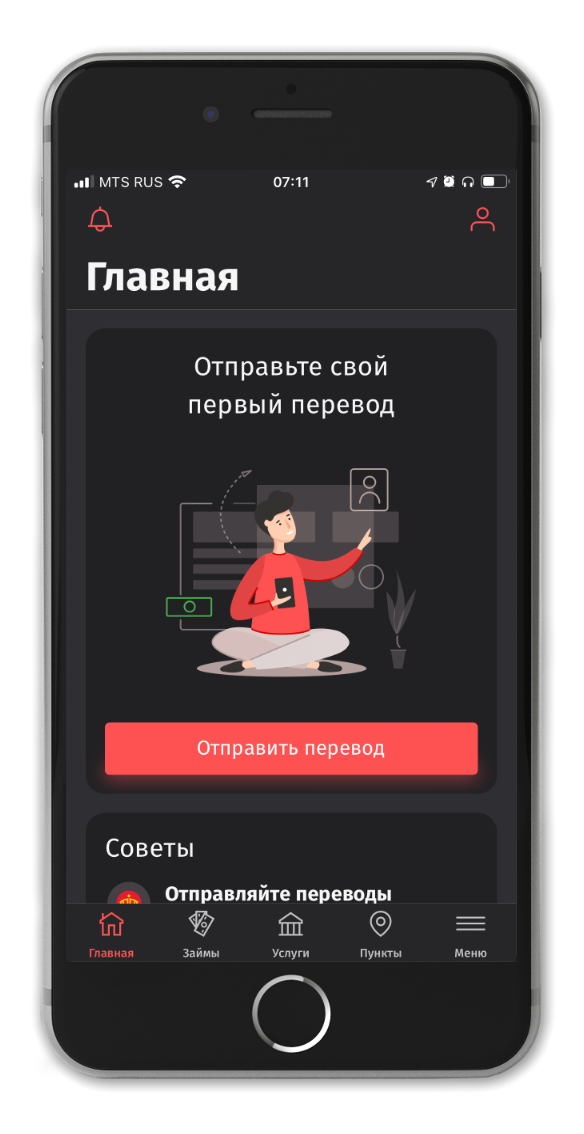 MTS RUS 07:11
Главная
Отправьте свой
первый перевод
Отправить перевод
Советы
Отправляйте переводы
Главная Займы Услуги Пункты Меню